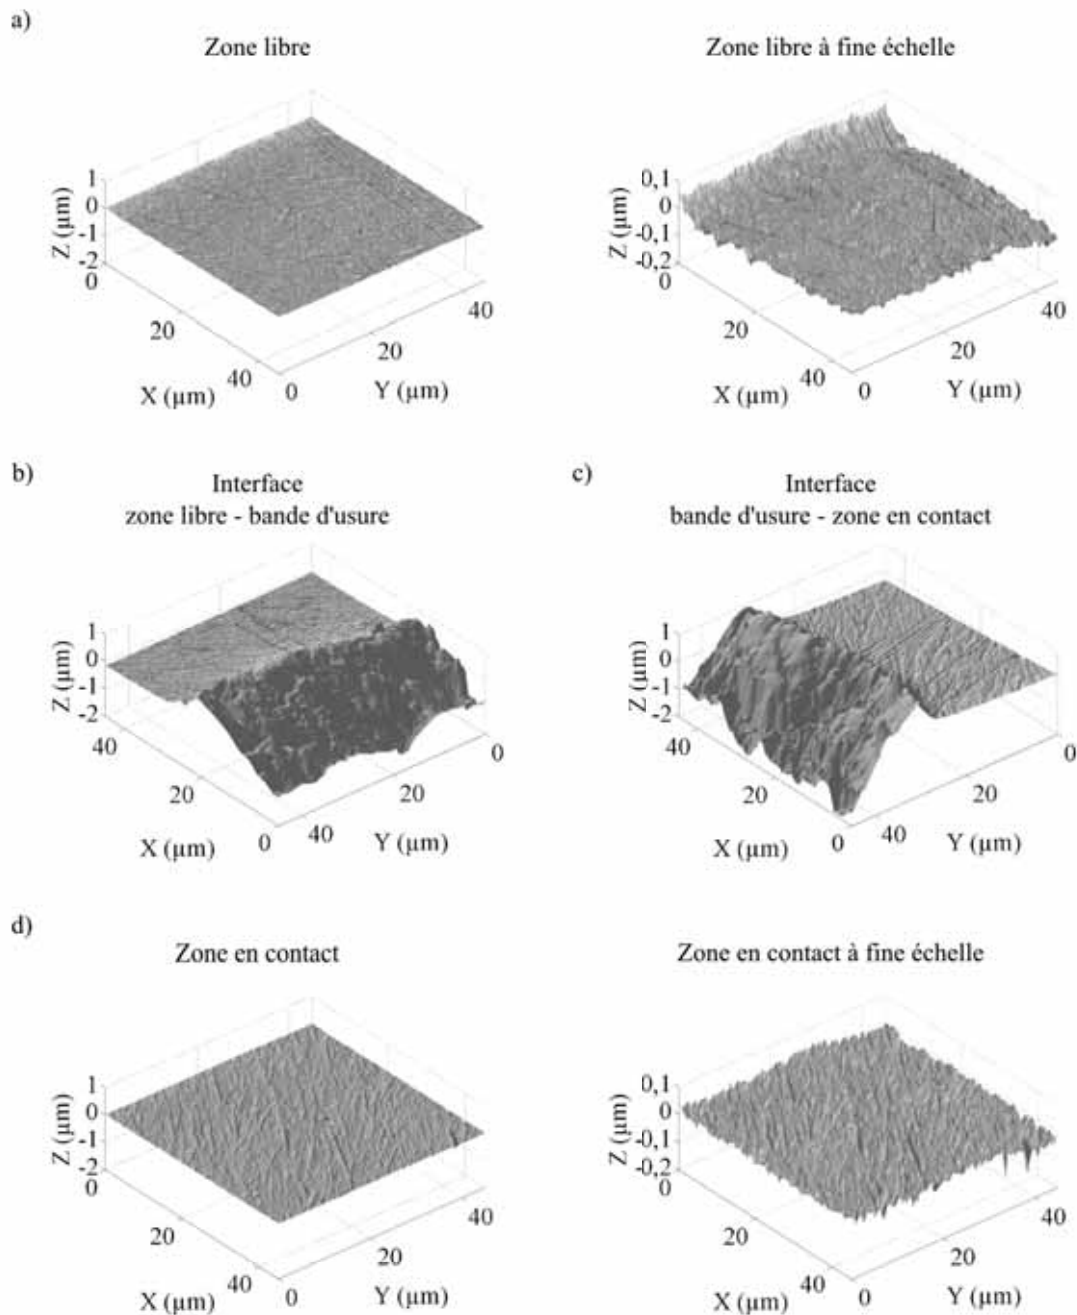 a)
Zone libre
Zone libre à fine échelle
Z (µm)
1
0
-1
-2
0
20
40
X (µm)
0
20
40
Y (µm)
Z (µm)
0,1
0
-0,1
-0,2
0
20
40
X (µm)
0
20
40
Y (µm)
b)
Interface
zone libre - bande d'usure
c)
Interface
bande d'usure - zone en contact
Z (µm)
1
0
-1
-2
40
20
0
X (µm)
40
20
0
Y (µm)
Z (µm)
1
0
-1
-2
40
20
0
X (µm)
40
20
0
Y (µm)
d)
Zone en contact
Zone en contact à fine échelle
Z (µm)
1
0
-1
-2
0
20
40
X (µm)
0
20
40
Y (µm)
Z (µm)
0,1
0
-0,1
-0,2
0
20
40
X (µm)
0
20
40
Y (µm)